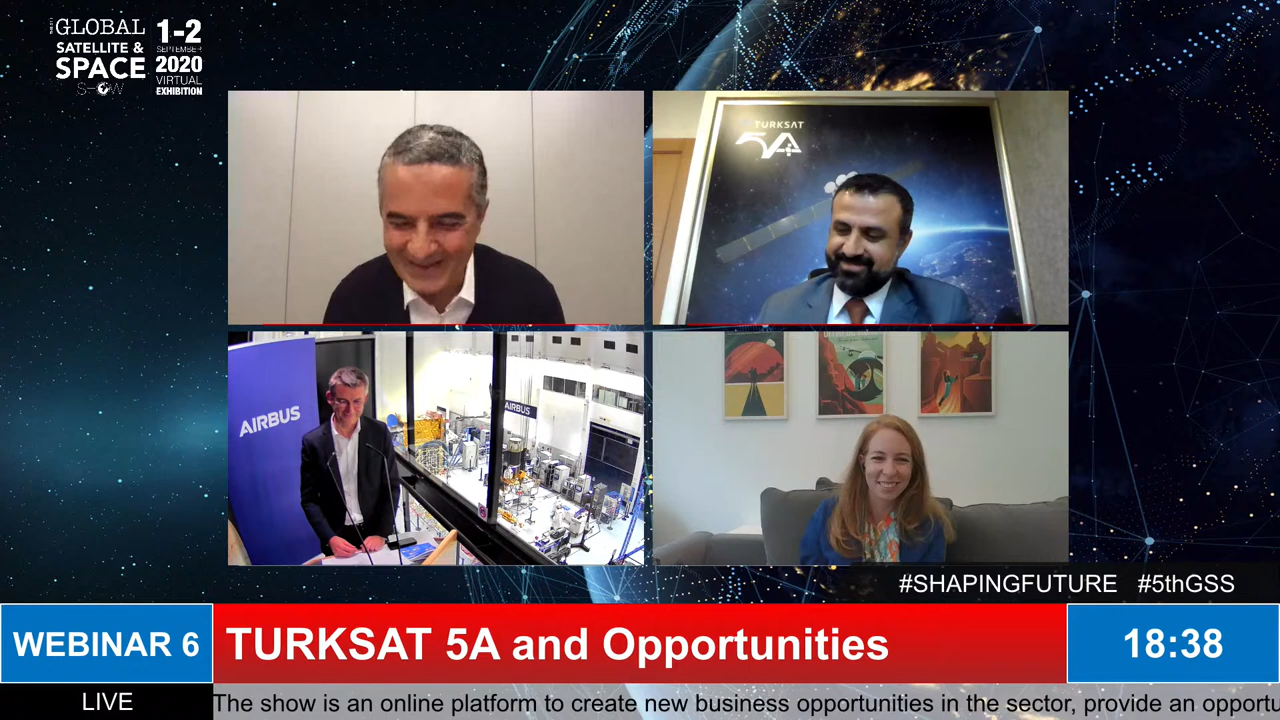 GLOBAL
SATELLITE &
SPACE
SHOW
1-2
SEPTEMBER
2020
VIRTUAL
EXHIBITION
TURKSAT
5A
AIRBUS
AIRBUS
#SHAPINGFUTURE #5thGSS
WEBINAR 6
TURKSAT 5A and Opportunities
18:38
LIVE
The show is an online platform to create new business opportunities in the sector, provide an opportu